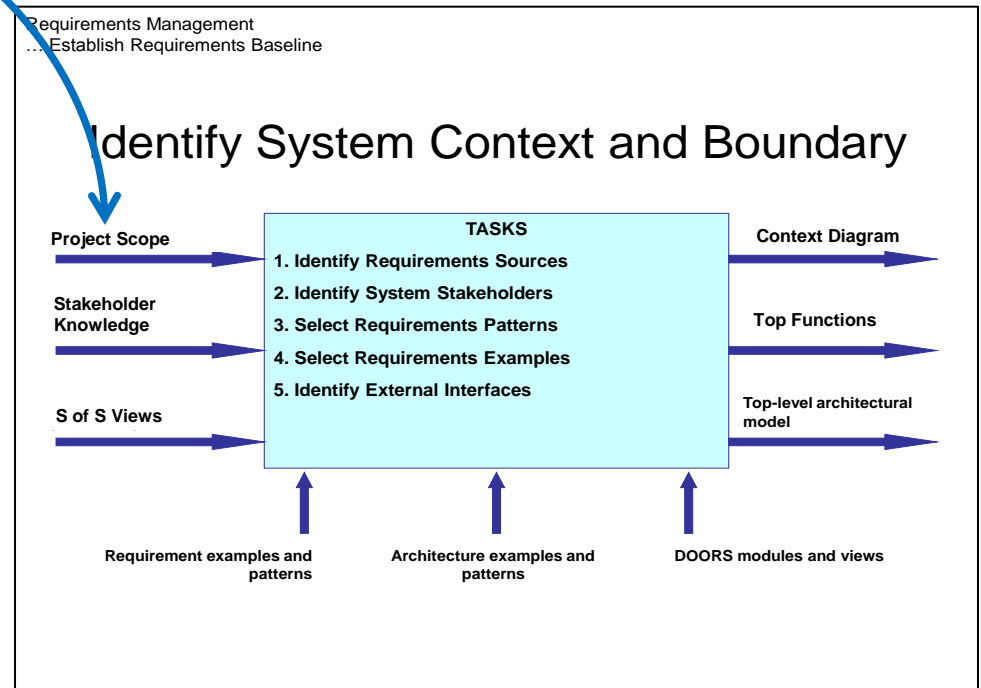 Requirements Management
… Establish Requirements Baseline
Identify System Context and Boundary
Project Scope
Stakeholder
Knowledge
S of S Views
TASKS
1. Identify Requirements Sources
2. Identify System Stakeholders
3. Select Requirements Patterns
4. Select Requirements Examples
5. Identify External Interfaces
Context Diagram
Top Functions
Top-level architectural
model
Requirement examples and
patterns
Architecture examples and
patterns
DOORS modules and views